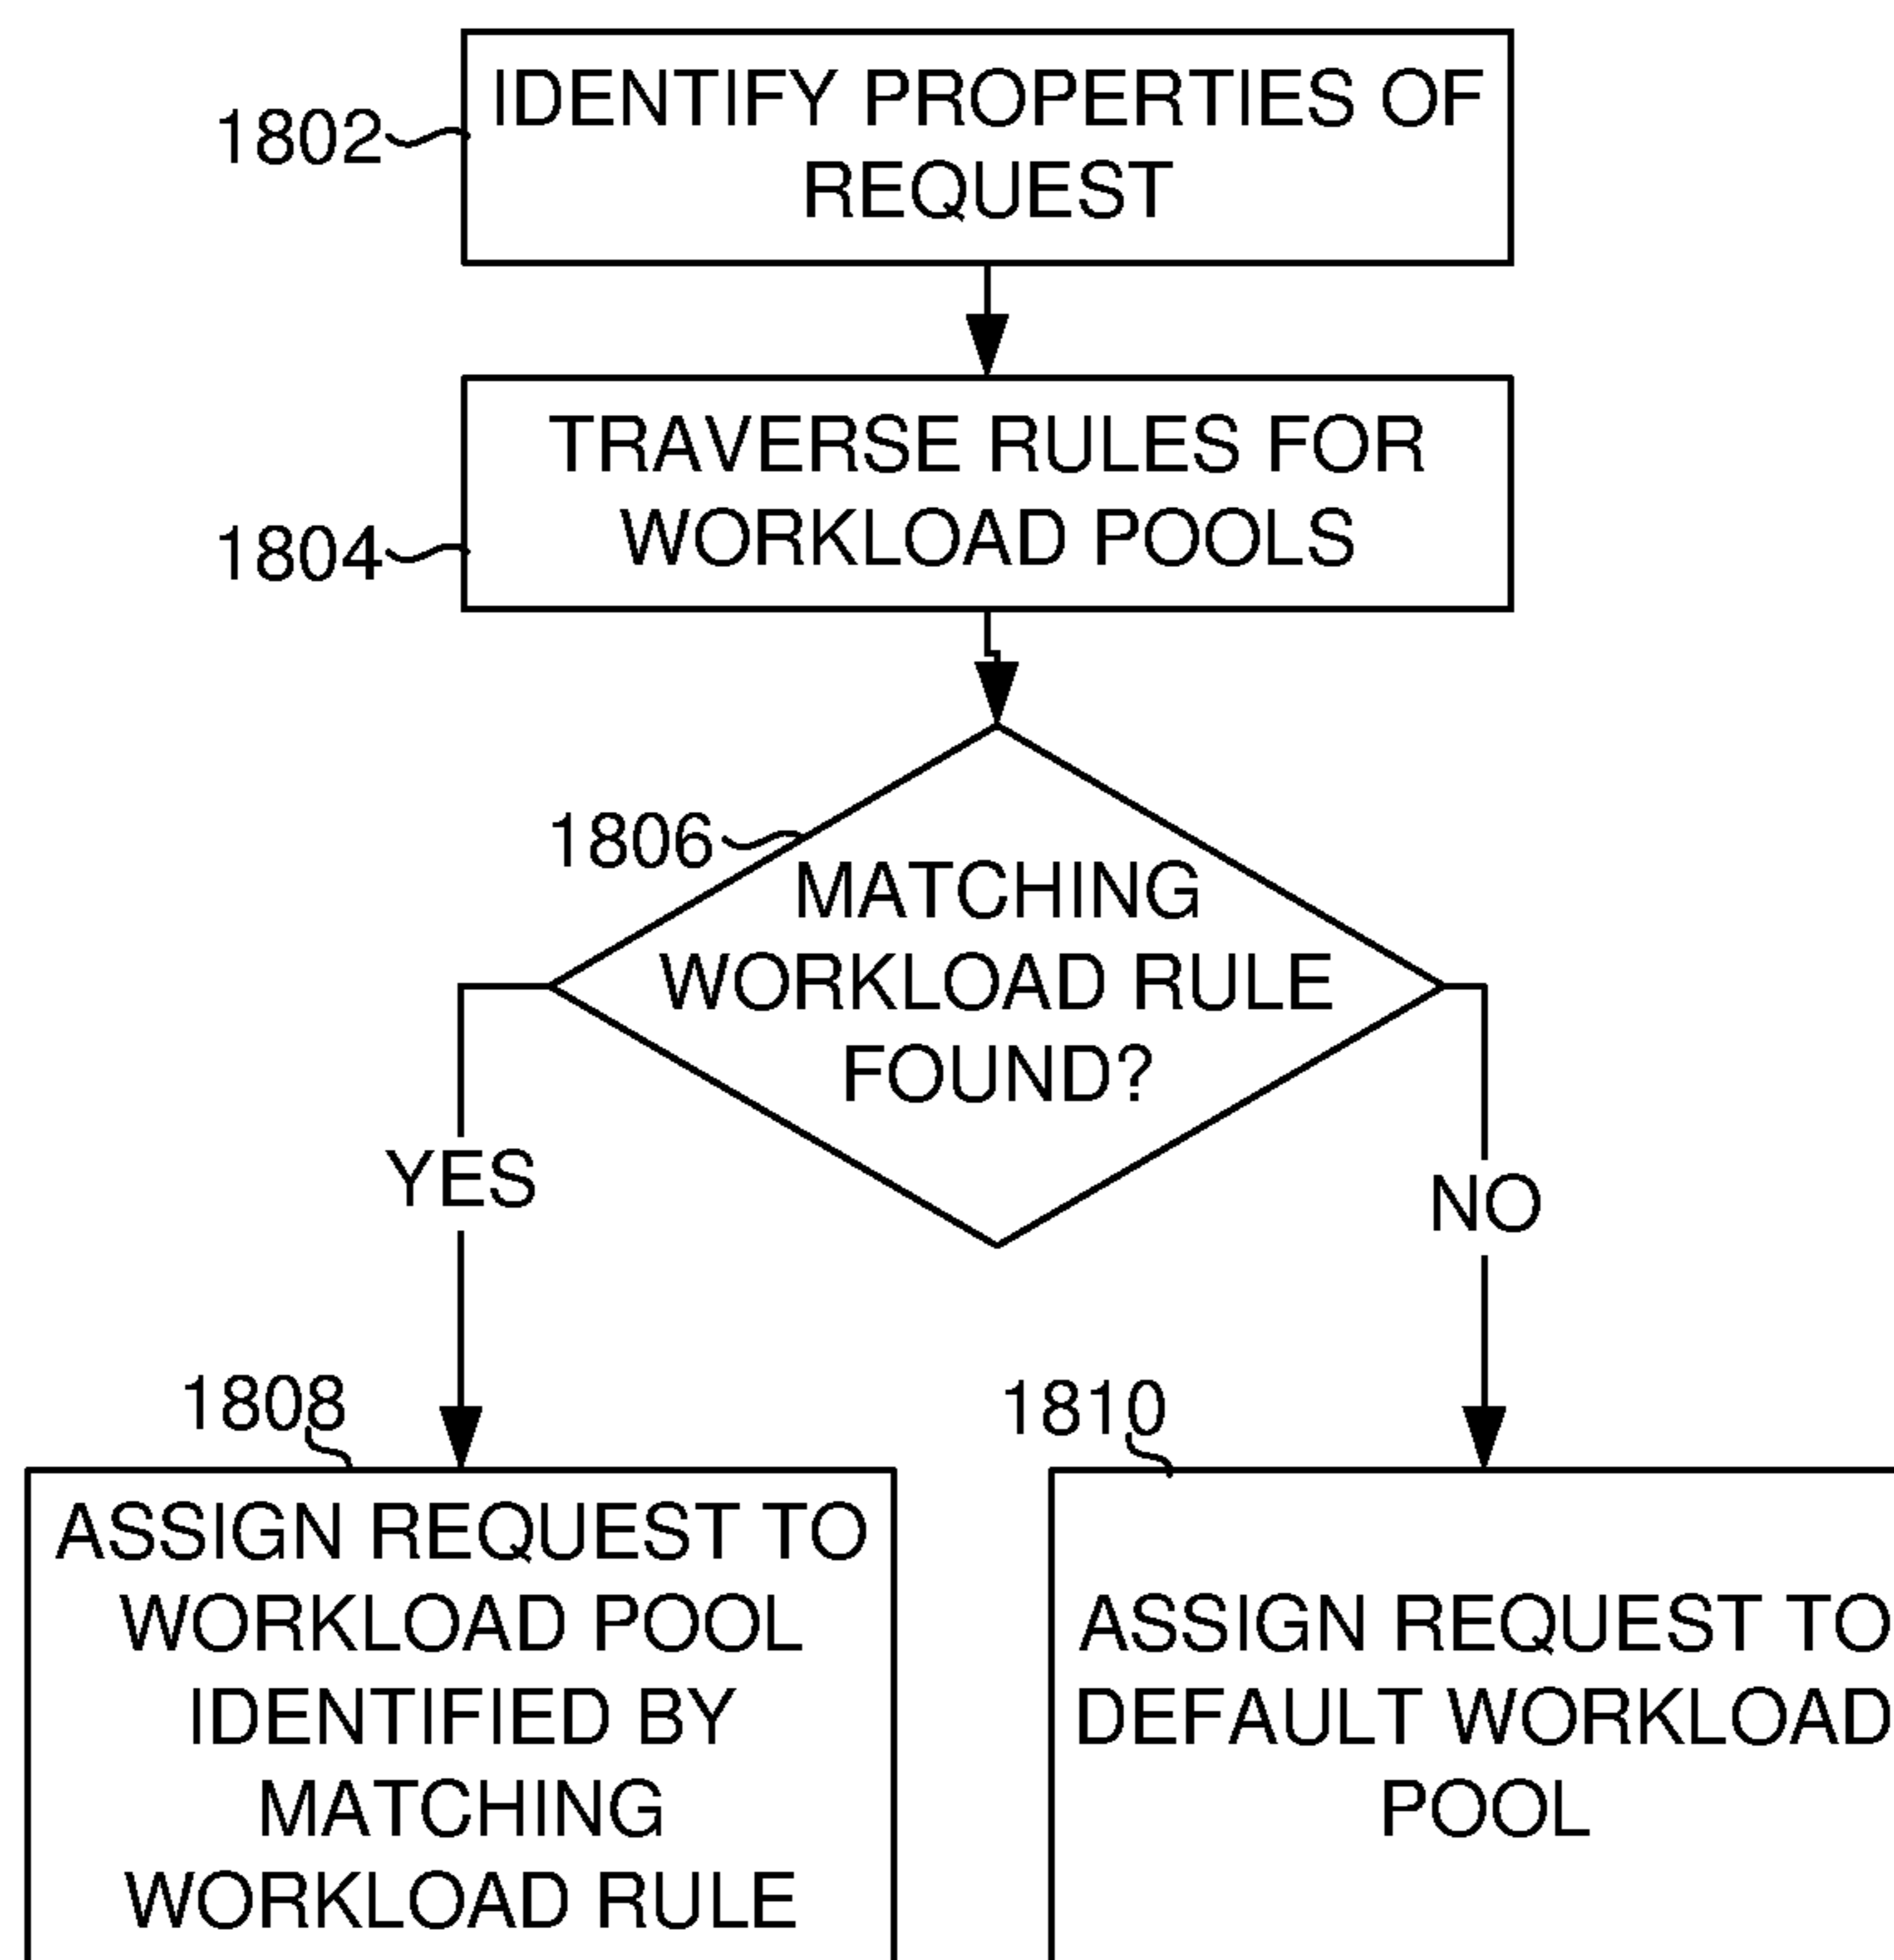 1802
IDENTIFY PROPERTIES OF
REQUEST
1804
TRAVERSE RULES FOR
WORKLOAD POOLS
1806
MATCHING
WORKLOAD RULE
FOUND?
YES
NO
1808
ASSIGN REQUEST TO
WORKLOAD POOL
IDENTIFIED BY
MATCHING
WORKLOAD RULE
1810
ASSIGN REQUEST TO
DEFAULT WORKLOAD
POOL